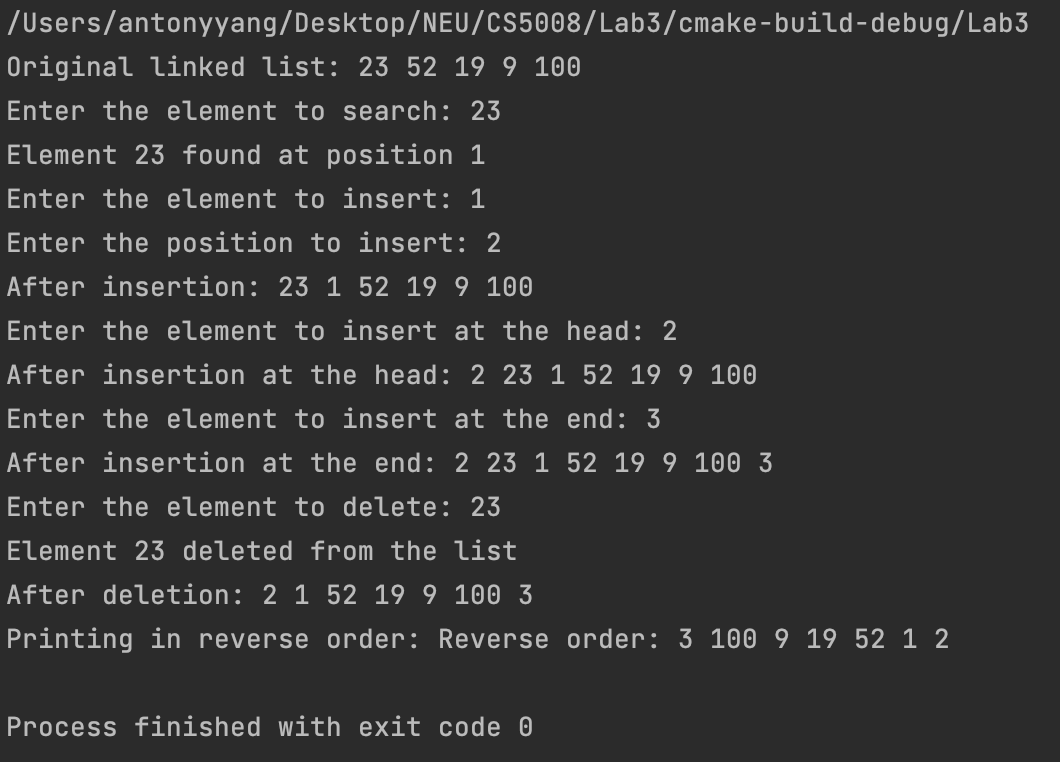 /Users/antonyyang/Desktop/NEU/CS5008/Lab3/cmake-build-debug/Lab3
Original linked list: 23 52 19 9 100
Enter the element to search: 23
Element 23 found at position 1
Enter the element to insert: 1
Enter the position to insert: 2
After insertion: 23 1 52 19 9 100
Enter the element to insert at the head: 2
After insertion at the head: 2 23 1 52 19 9 100
Enter the element to insert at the end: 3
After insertion at the end: 2 23 1 52 19 9 100 3
Enter the element to delete: 23
Element 23 deleted from the list
After deletion: 2 1 52 19 9 100 3
Printing in reverse order: Reverse order: 3 100 9 19 52 1 2
Process finished with exit code 0